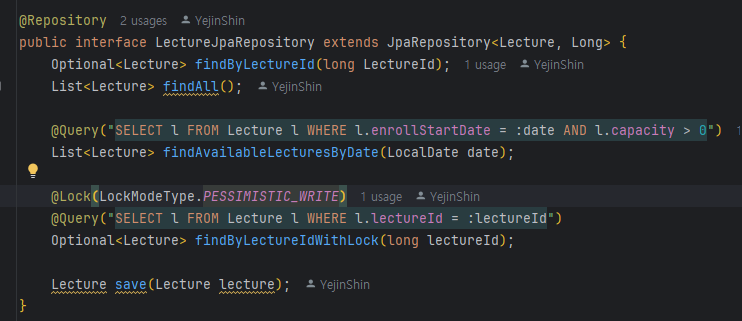 @Repository 2 usages YejinShin
public interface LectureJpaRepository extends JpaRepository<Lecture, Long> {
Optional<Lecture> findByLectureId(long LectureId); 1 usage YejinShin
List<Lecture> findAll(); YejinShin
@Query("SELECT l FROM Lecture l WHERE l.enrollStartDate = :date AND l.capacity > 0") 1
List<Lecture> findAvailableLecturesByDate(LocalDate date);
@Lock(LockModeType.PESSIMISTIC_WRITE) 1 usage YejinShin
@Query("SELECT l FROM Lecture l WHERE l.lectureId = :lectureId")
Optional<Lecture> findByLectureIdWithLock(long lectureId);
Lecture save(Lecture lecture); YejinShin
}